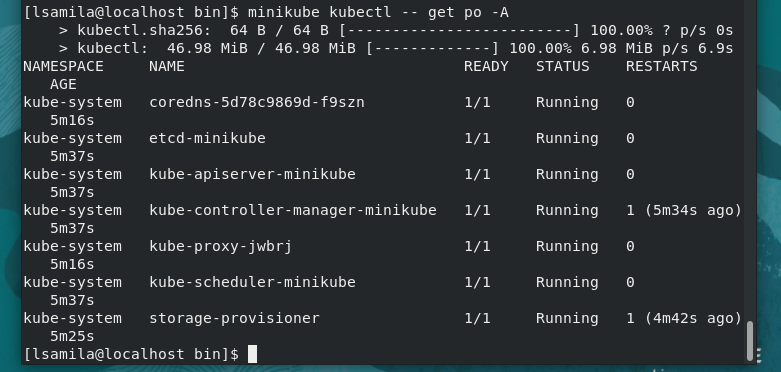 [lsamila@localhost bin]$ minikube kubectl -- get po -A
    > kubectl.sha256:  64 B / 64 B [-------------------------] 100.00% ? p/s 0s
    > kubectl:  46.98 MiB / 46.98 MiB [-------------] 100.00% 6.98 MiB p/s 6.9s
NAMESPACE     NAME                               READY   STATUS    RESTARTS
   AGE
kube-system   coredns-5d78c9869d-f9szn           1/1     Running   0
   5m16s
kube-system   etcd-minikube                      1/1     Running   0
   5m37s
kube-system   kube-apiserver-minikube            1/1     Running   0
   5m37s
kube-system   kube-controller-manager-minikube   1/1     Running   1 (5m34s ago)
   5m37s
kube-system   kube-proxy-jwbrj                   1/1     Running   0
   5m16s
kube-system   kube-scheduler-minikube            1/1     Running   0
   5m37s
kube-system   storage-provisioner                1/1     Running   1 (4m42s ago)
   5m25s
[lsamila@localhost bin]$